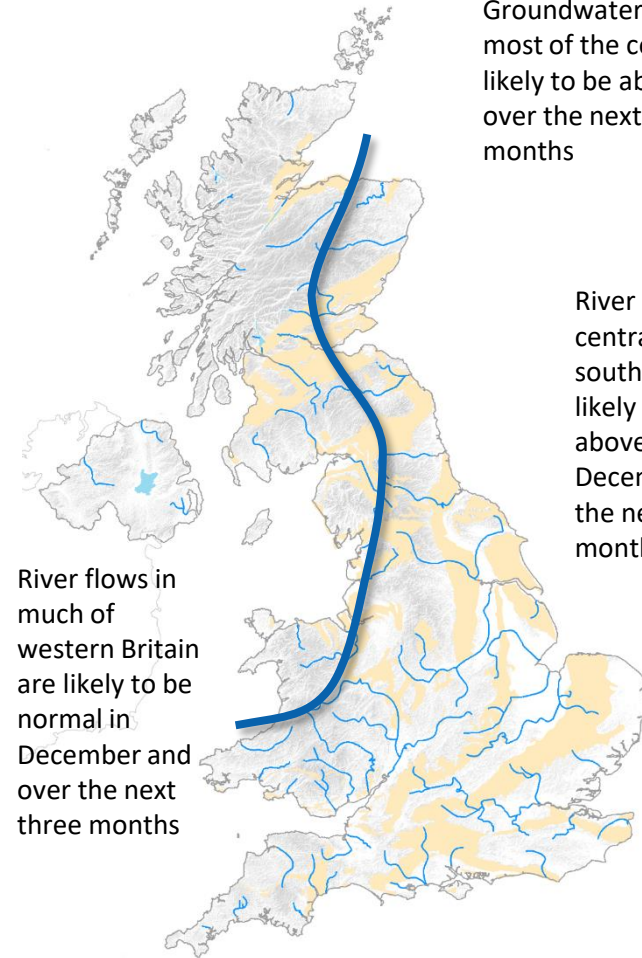 Groundwater
most of the co
likely to be ab
over the next
months
River
centra
south
likely
above
Decen
the ne
month
River flows in
much of
western Britain
are likely to be
normal in
December and
over the next
three months